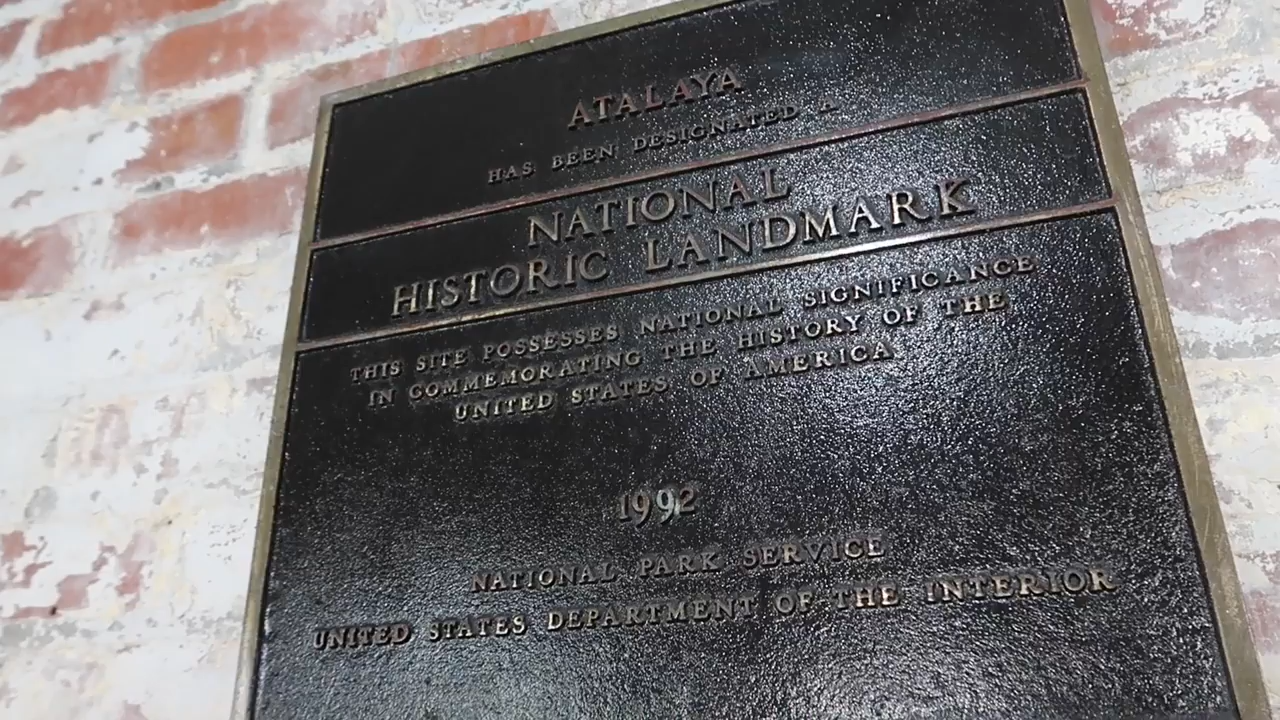 ATALAYA
HAS BEEN DESIGNATED A
NATIONAL
HISTORIC LANDMARK
THIS SITE POSSESSES NATIONAL SIGNIFICANCE
IN COMMEMORATING THE HISTORY OF THE
UNITED STATES OF AMERICA
1992
NATIONAL PARK SERVICE
UNITED STATES DEPARTMENT OF THE INTERIOR